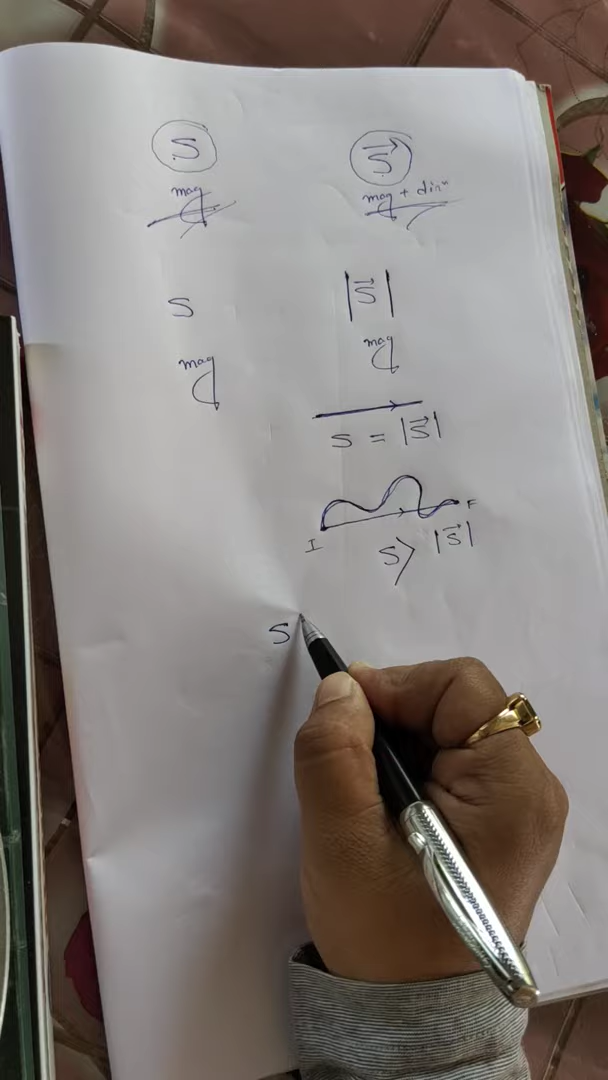 S S⃗
mag mag + dirⁿ
S |S⃗|
mag mag
S = |S⃗|
I F
S > |S⃗|
S